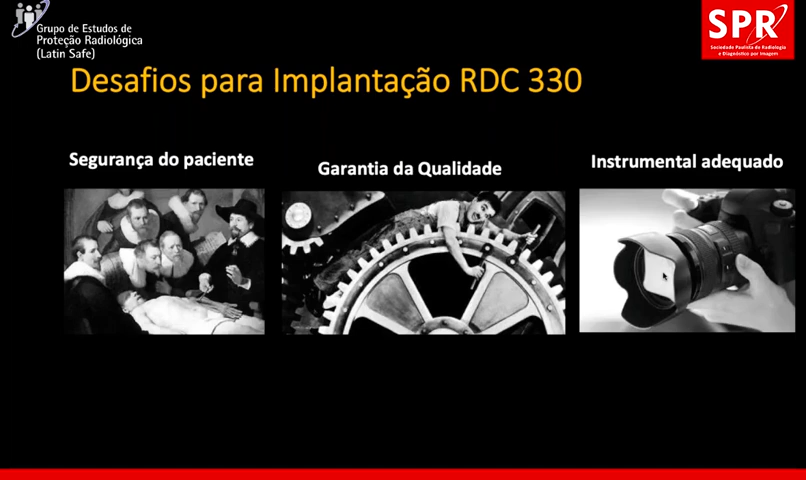 Grupo de Estudos de
Proteção Radiológica
(Latin Safe)
SPR
Sociedade Paulista de Radiologia
e Diagnóstico por Imagem
Desafios para Implantação RDC 330
Segurança do paciente
Garantia da Qualidade
Instrumental adequado